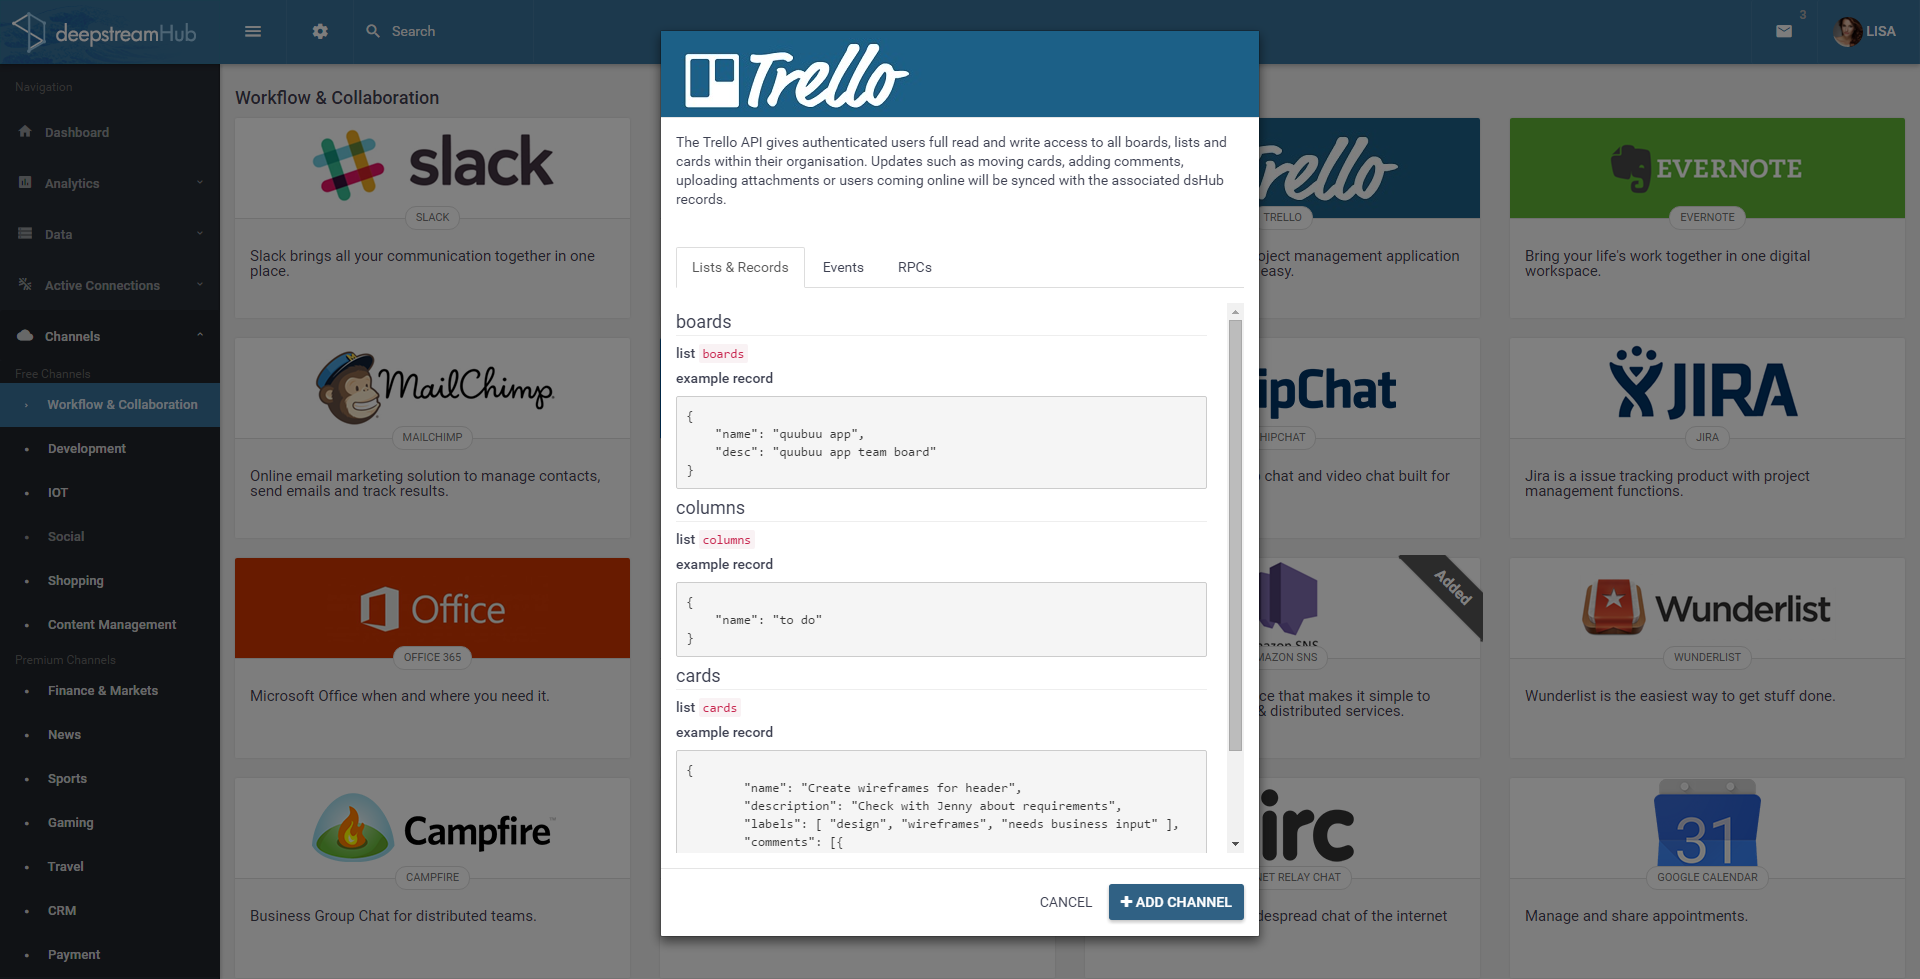 deepstreamHub
Search
3
LISA
Navigation
Dashboard
Analytics
Data
Active Connections
Channels
Free Channels
Workflow & Collaboration
Development
IOT
Social
Shopping
Content Management
Premium Channels
Finance & Markets
News
Sports
Gaming
Travel
CRM
Payment
Workflow & Collaboration
slack
SLACK
Slack brings all your communication together in one
place.
MailChimp
MAILCHIMP
Online email marketing solution to manage contacts,
send emails and track results.
Office
OFFICE 365
Microsoft Office when and where you need it.
Campfire
CAMPFIRE
Business Group Chat for distributed teams.
Trello
The Trello API gives authenticated users full read and write access to all boards, lists and
cards within their organisation. Updates such as moving cards, adding comments,
uploading attachments or users coming online will be synced with the associated dsHub
records.
Lists & Records
Events
RPCs
boards
list boards
example record
{
"name": "quubuu app",
"desc": "quubuu app team board"
}
columns
list columns
example record
{
"name": "to do"
}
cards
list cards
example record
{
"name": "Create wireframes for header",
"description": "Check with Jenny about requirements",
"labels": [ "design", "wireframes", "needs business input" ],
"comments": [{
CANCEL
ADD CHANNEL
rello
TRELLO
oject management application
easy.
ipChat
HIPCHAT
chat and video chat built for
Added
azon SNS
MAZON SNS
ce that makes it simple to
& distributed services.
irc
NET RELAY CHAT
despread chat of the internet
EVERNOTE
EVERNOTE
Bring your life's work together in one digital
workspace.
JIRA
JIRA
Jira is a issue tracking product with project
management functions.
Wunderlist
WUNDERLIST
Wunderlist is the easiest way to get stuff done.
31
GOOGLE CALENDAR
Manage and share appointments.